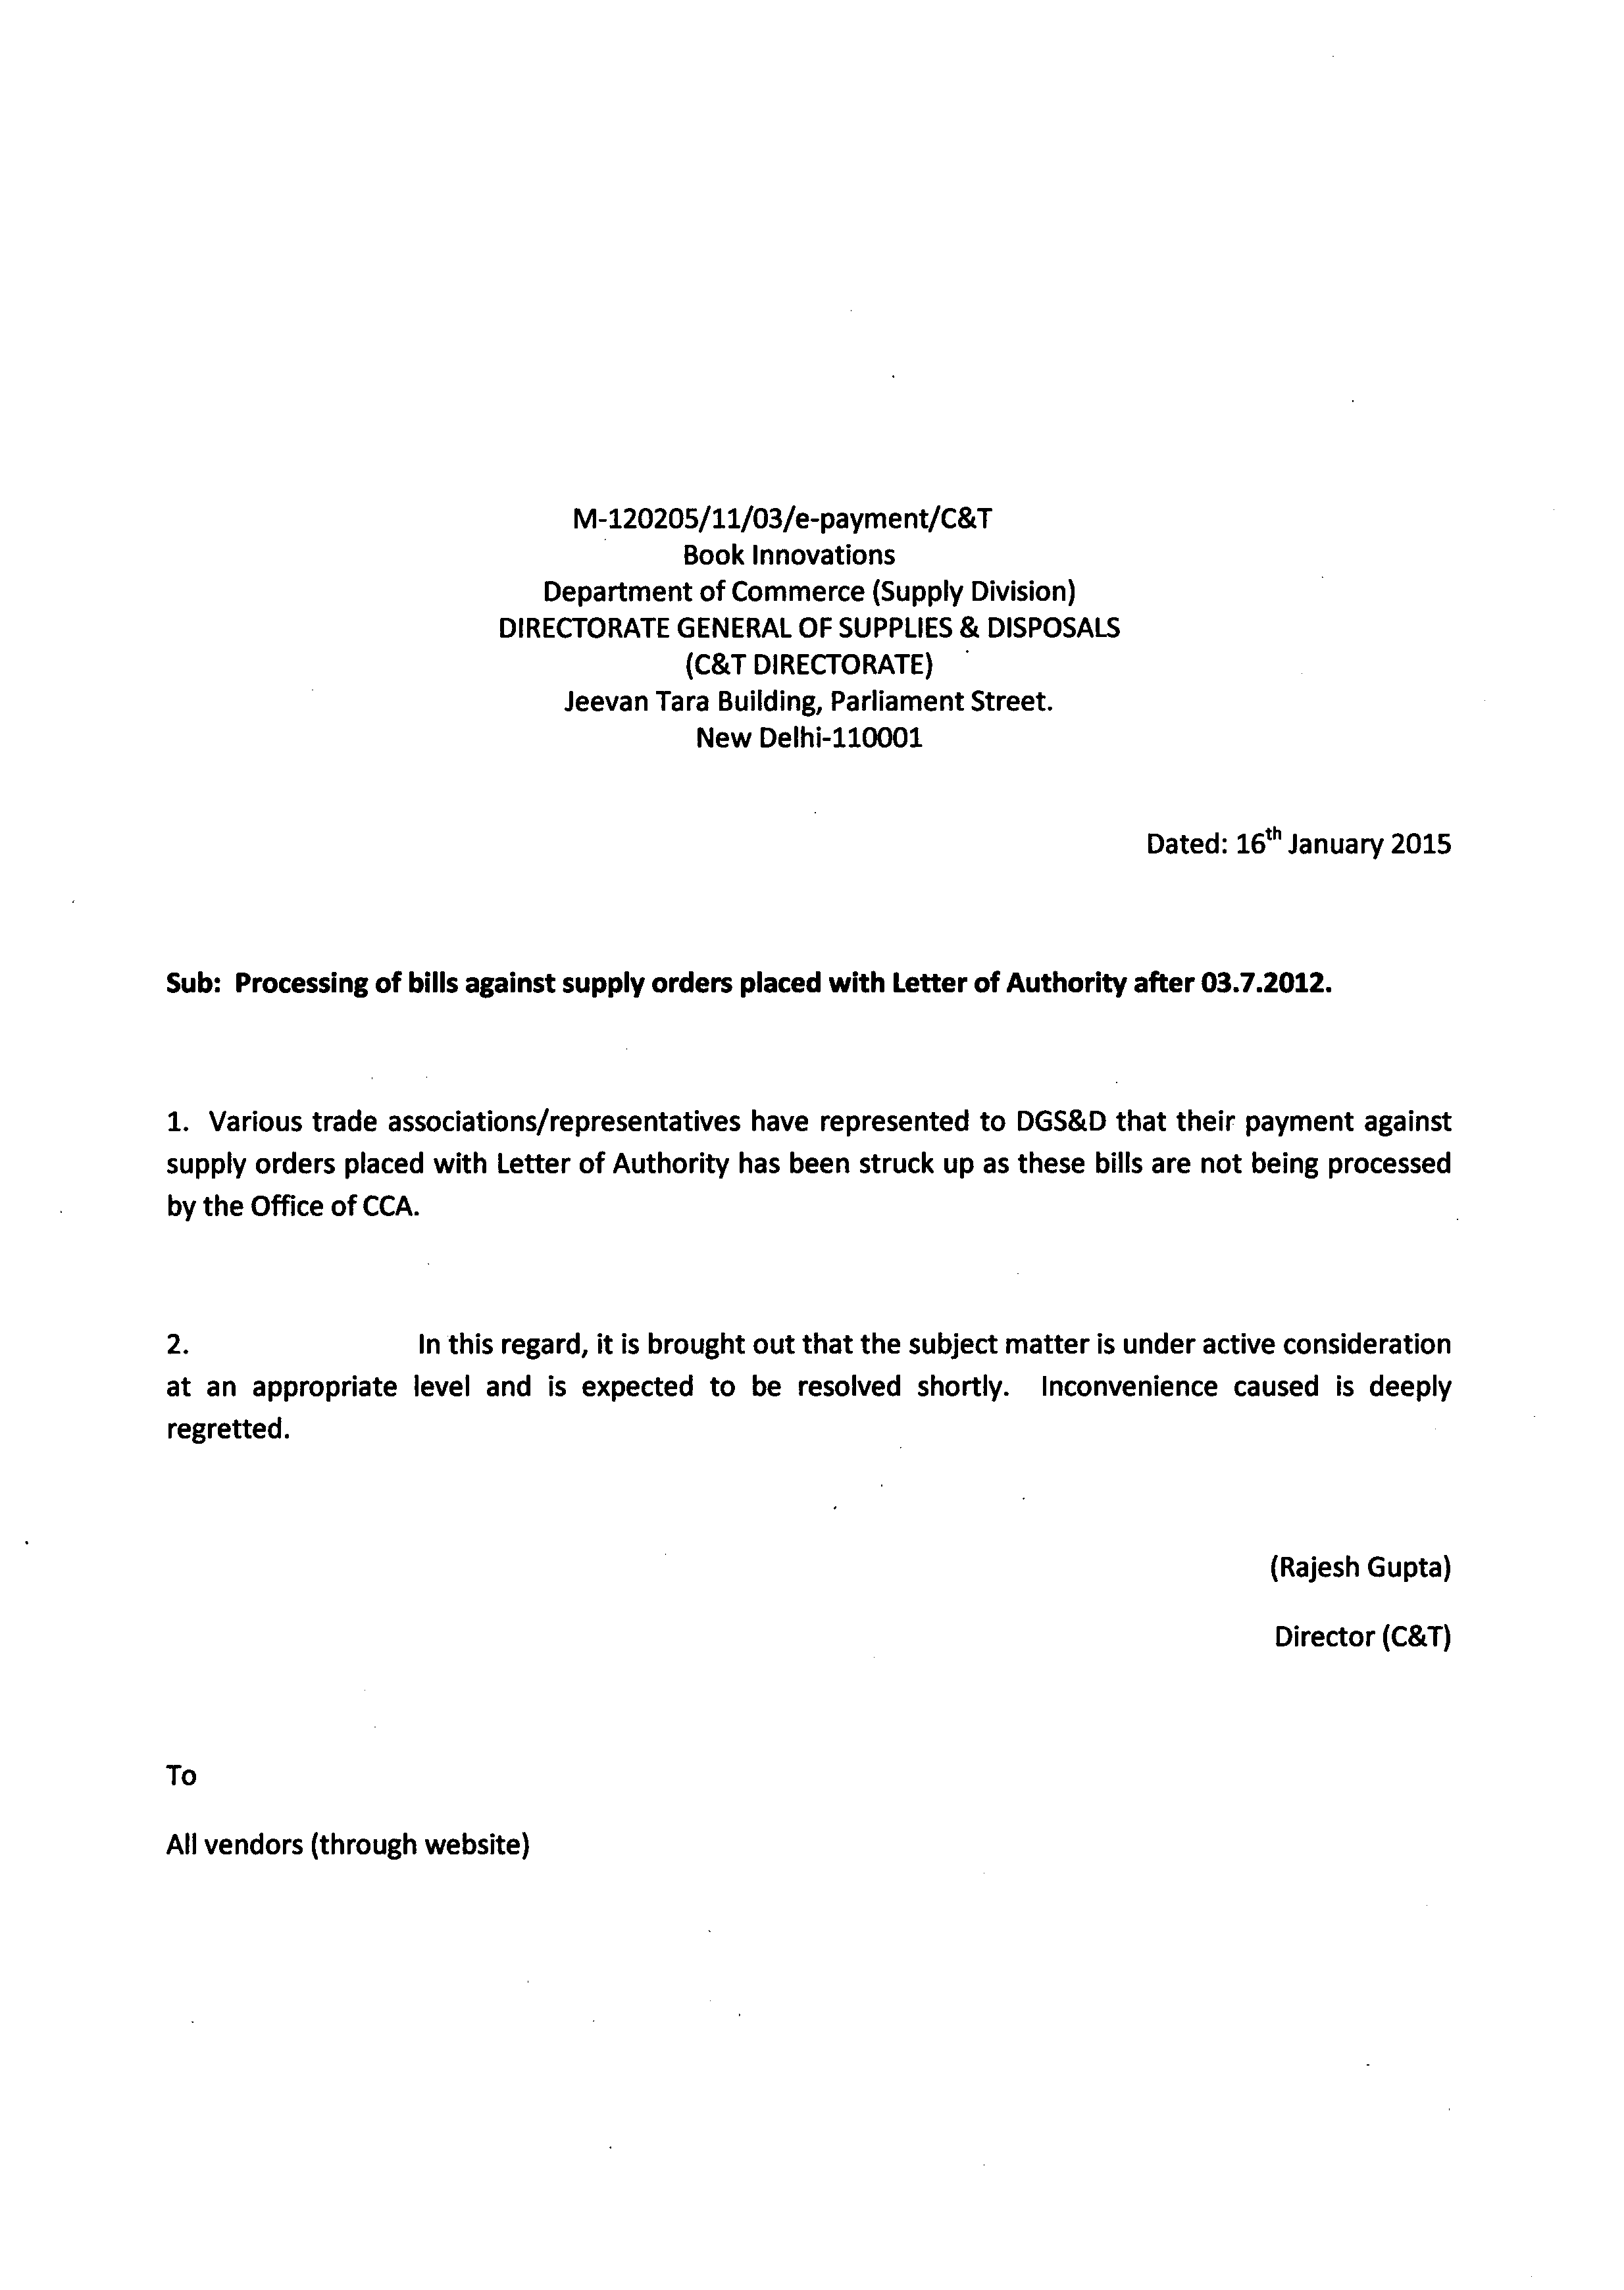 M-120205/11/03/e-payment/C&T
Book Innovations
Department of Commerce (Supply Division)
DIRECTORATE GENERAL OF SUPPLIES & DISPOSALS
(C&T DIRECTORATE)
Jeevan Tara Building, Parliament Street.
New Delhi-110001
Dated: 16th January 2015
Sub: Processing of bills against supply orders placed with Letter of Authority after 03.7.2012.
1. Various trade associations/representatives have represented to DGS&D that their payment against
supply orders placed with Letter of Authority has been struck up as these bills are not being processed
by the Office of CCA.
2. In this regard, it is brought out that the subject matter is under active consideration
at an appropriate level and is expected to be resolved shortly. Inconvenience caused is deeply
regretted.
(Rajesh Gupta)
Director (C&T)
To
All vendors (through website)